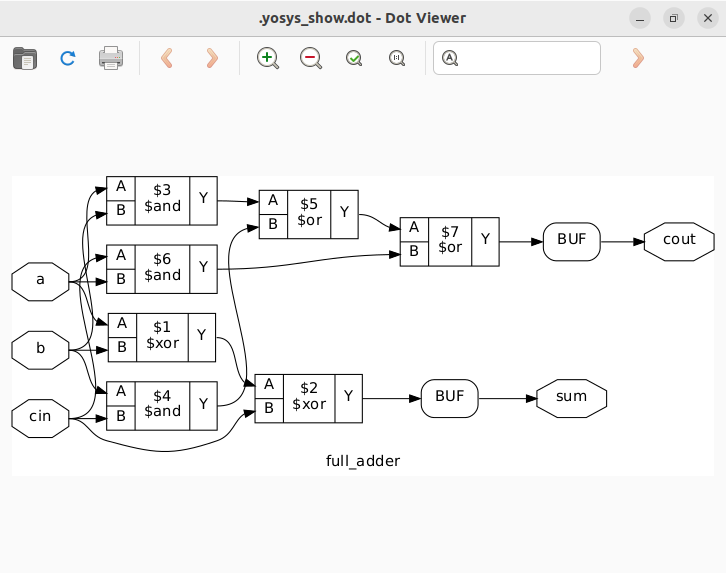 .yosys_show.dot - Dot Viewer
A
A
B
$3
$and
Y
A
B
$5
$or
Y
A
B
$7
$or
Y
BUF
cout
A
B
$6
$and
Y
a
A
B
$1
$xor
Y
b
A
B
$4
$and
Y
cin
A
B
$2
$xor
Y
BUF
sum
full_adder